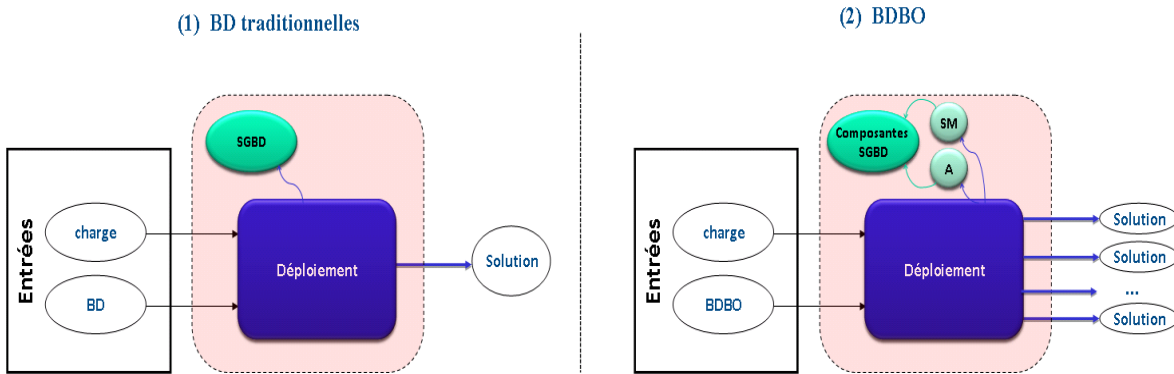 (1) BD traditionnelles
SGBD
Entrées
charge
BD
Déploiement
Solution
(2) BDBO
Composantes
SGBD
SM
A
Entrées
charge
BDBO
Déploiement
Solution
Solution
...
Solution